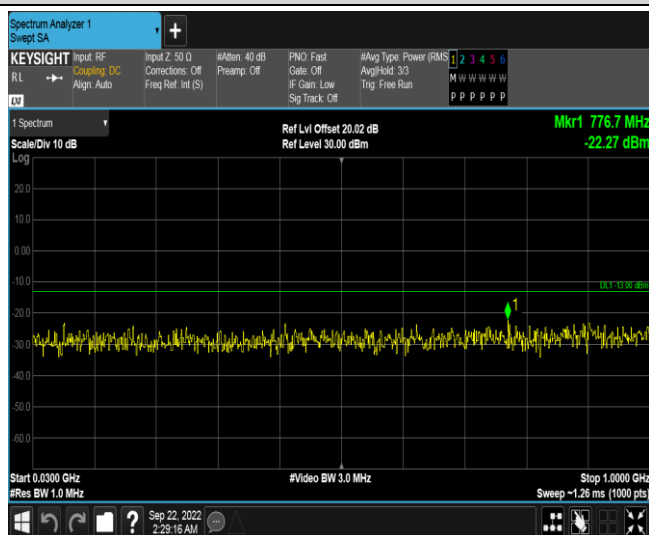 Spectrum Analyzer 1
Swept SA
KEYSIGHT
RL
Input: RF
Coupling: DC
Align: Auto
Input Z: 50 Ω
Corrections: Off
Freq Ref: Int (S)
#Atten: 40 dB
Preamp: Off
PNO: Fast
Gate: Off
IF Gain: Low
Sig Track: Off
#Avg Type: Power (RMS
Avg|Hold: 3/3
Trig: Free Run
1 2 3 4 5 6
M W W W W W
P P P P P P
1 Spectrum
Scale/Div 10 dB
Log
Ref Lvl Offset 20.02 dB
Ref Level 30.00 dBm
Mkr1 776.7 MHz
-22.27 dBm
20.0
10.0
0.00
-10.0
DL1 -13.00 dBm
-20.0
1
-30.0
-40.0
-50.0
-60.0
Start 0.0300 GHz
#Res BW 1.0 MHz
#Video BW 3.0 MHz
Stop 1.0000 GHz
Sweep ~1.26 ms (1000 pts)
?
Sep 22, 2022
2:29:16 AM